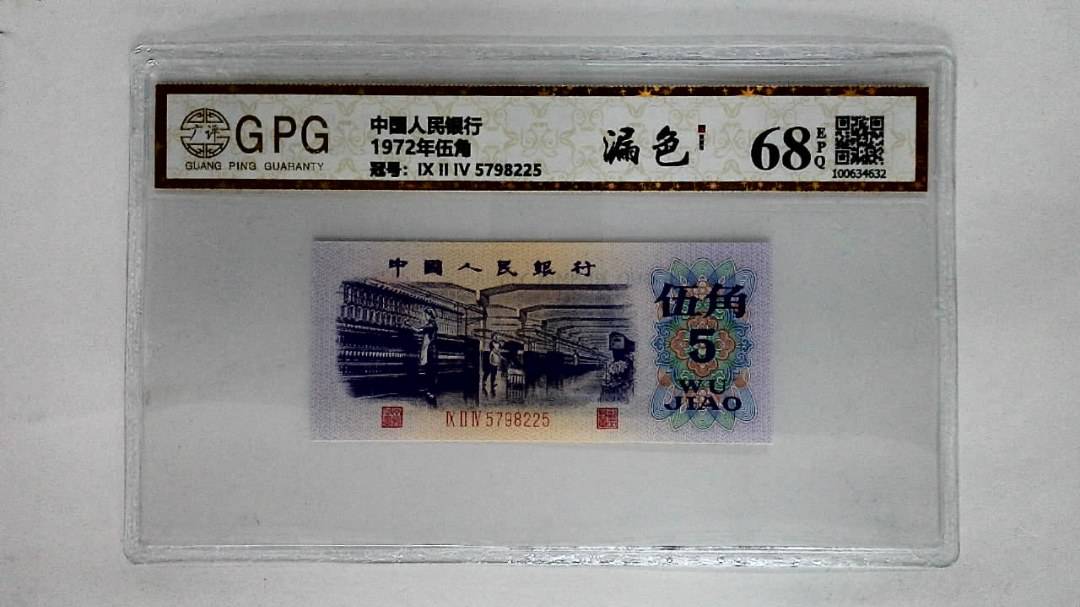 广评
GPG
GUANG PING GUARANTY
中国人民银行
1972年伍角
冠号：IX II IV 5798225
漏色
68
EPQ
100634632
中國人民銀行
伍角
5
WU
JIAO
IX II IV 5798225